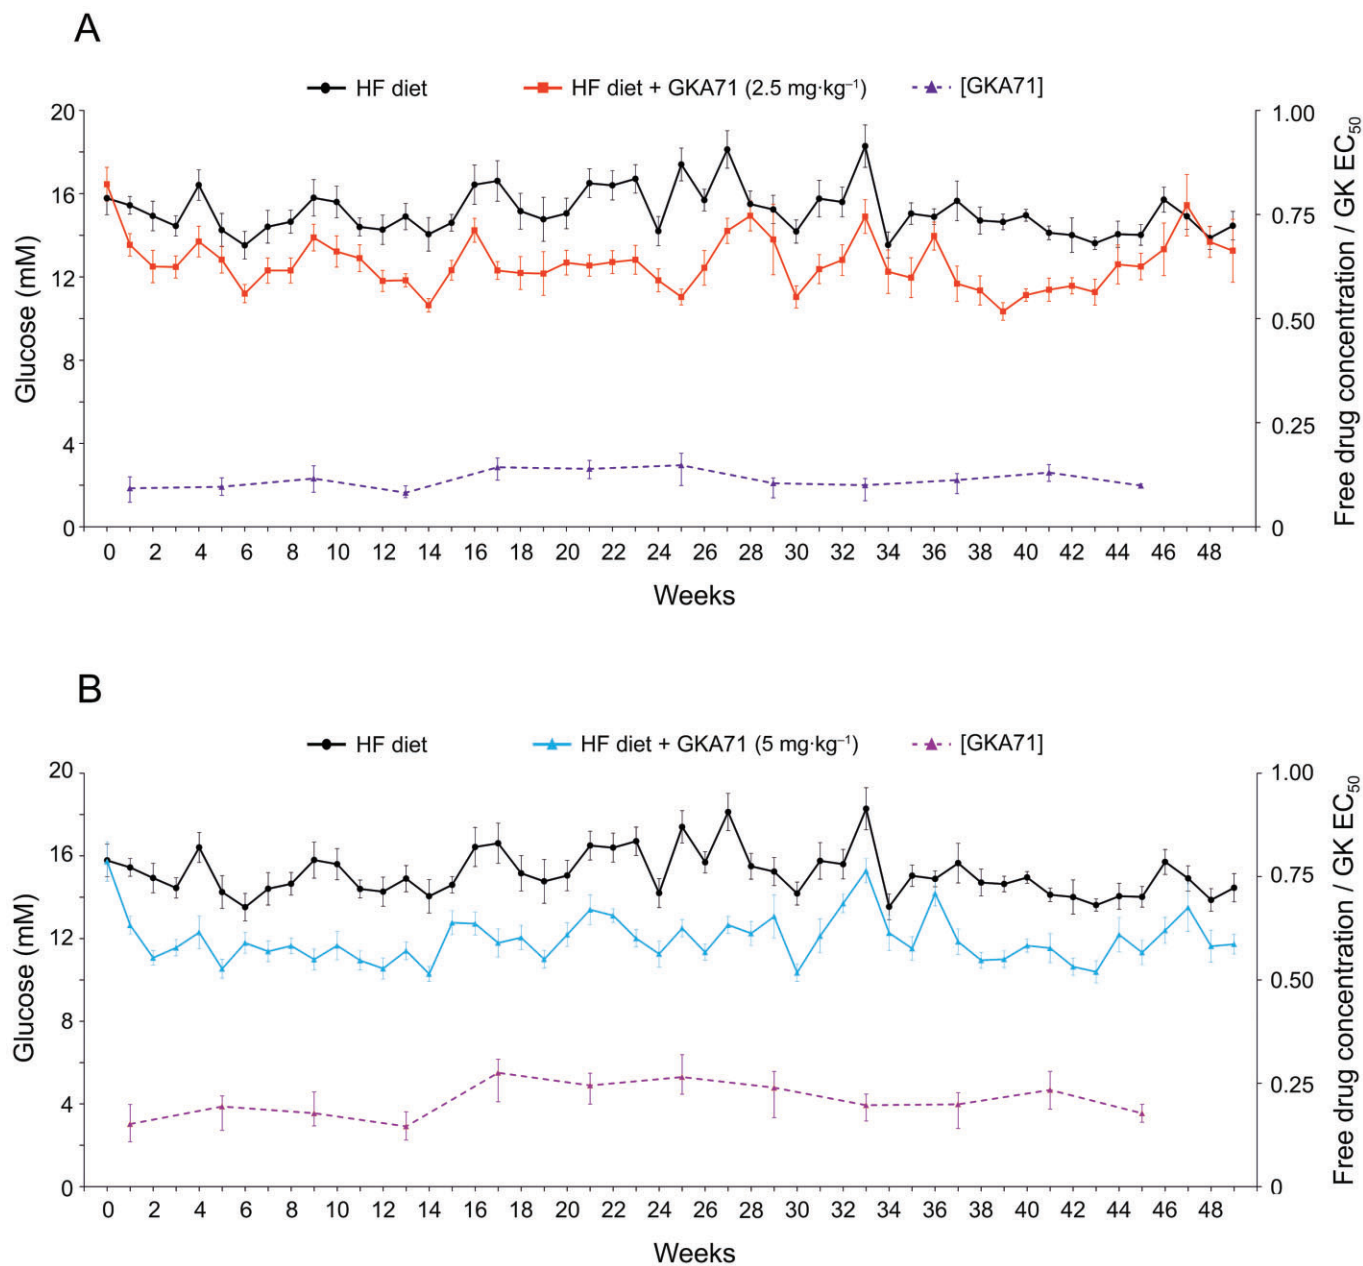 A
HF diet HF diet + GKA71 (2.5 mg·kg⁻¹) [GKA71]
20 1.00
16 0.75
12 0.50
8
4 0.25
0 0
Glucose (mM)
Free drug concentration / GK EC₅₀
0 2 4 6 8 10 12 14 16 18 20 22 24 26 28 30 32 34 36 38 40 42 44 46 48
Weeks
B
HF diet HF diet + GKA71 (5 mg·kg⁻¹) [GKA71]
20 1.00
16 0.75
12 0.50
8
4 0.25
0 0
Glucose (mM)
Free drug concentration / GK EC₅₀
0 2 4 6 8 10 12 14 16 18 20 22 24 26 28 30 32 34 36 38 40 42 44 46 48
Weeks